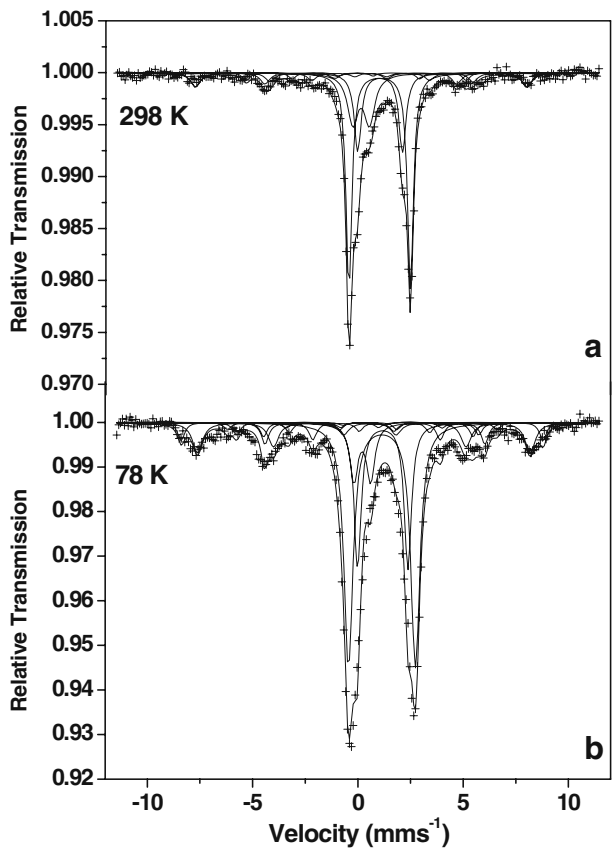 1.005
1.000
0.995
0.990
0.985
0.980
0.975
0.970
298 K
a
Relative Transmission
1.00
0.99
0.98
0.97
0.96
0.95
0.94
0.93
0.92
78 K
b
Relative Transmission
-10 -5 0 5 10
Velocity (mms⁻¹)